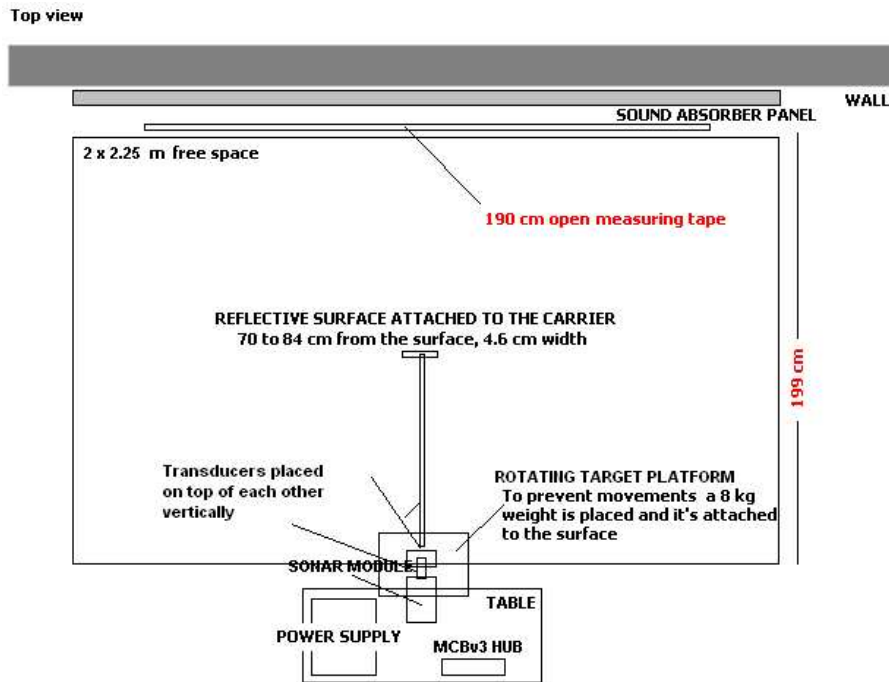 Top view
WALL
SOUND ABSORBER PANEL
2 x 2.25 m free space
190 cm open measuring tape
REFLECTIVE SURFACE ATTACHED TO THE CARRIER
70 to 84 cm from the surface, 4.6 cm width
199 cm
Transducers placed
on top of each other
vertically
ROTATING TARGET PLATFORM
To prevent movements a 8 kg
weight is placed and it's attached
to the surface
SONAR MODULE
TABLE
POWER SUPPLY
MCBv3 HUB